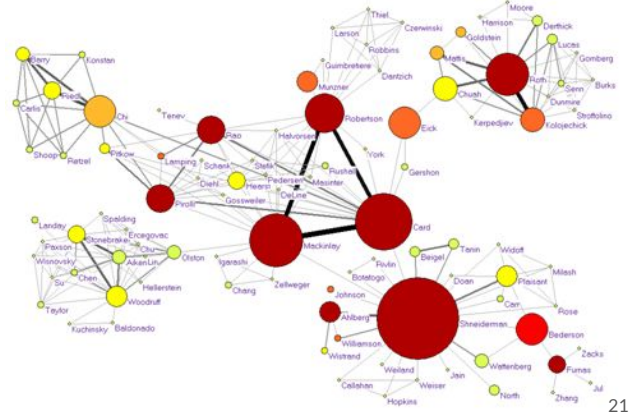 Moore
Thiel
Harrison
Derthick
Czerwinski
Larson
Goldstein
Lucas
Robbins
Barry
Konstan
Mattis
Gomberg
Guimbretiere
Roth
Dantzich
Senn
Burks
Munzner
Riedl
Chuah
Dunmire
Carlis
Stroffolino
Chi
Robertson
Kerpedjiev
Kolojechick
Tenev
Eick
Rao
Halvorsen
Shoop
Retzel
Pitkow
York
Lamping
Schank
Stefik
Rushall
Gershon
Pedersen
Mantei
Diehl
Hearst
DeLine
Pirolli
Gossweiler
Spalding
Landay
Card
Ercegovac
Stonebraker
Mackinlay
Paxson
Chu
Tanin
Widoff
Wisnovsky
Aiken
Lin
Olston
Beigel
Rivlin
Igarashi
Chen
Doan
Plaisant
Milash
Su
Hellerstein
Botafogo
Chang
Zellweger
Johnson
Woodruff
Carr
Rose
Taylor
Ahlberg
Shneiderman
Kuchinsky
Baldonado
Bederson
Williamson
Wistrand
Zacks
Wattenberg
Furnas
Weiland
Jain
Callahan
Weiser
Jul
North
Zhang
Hopkins
21